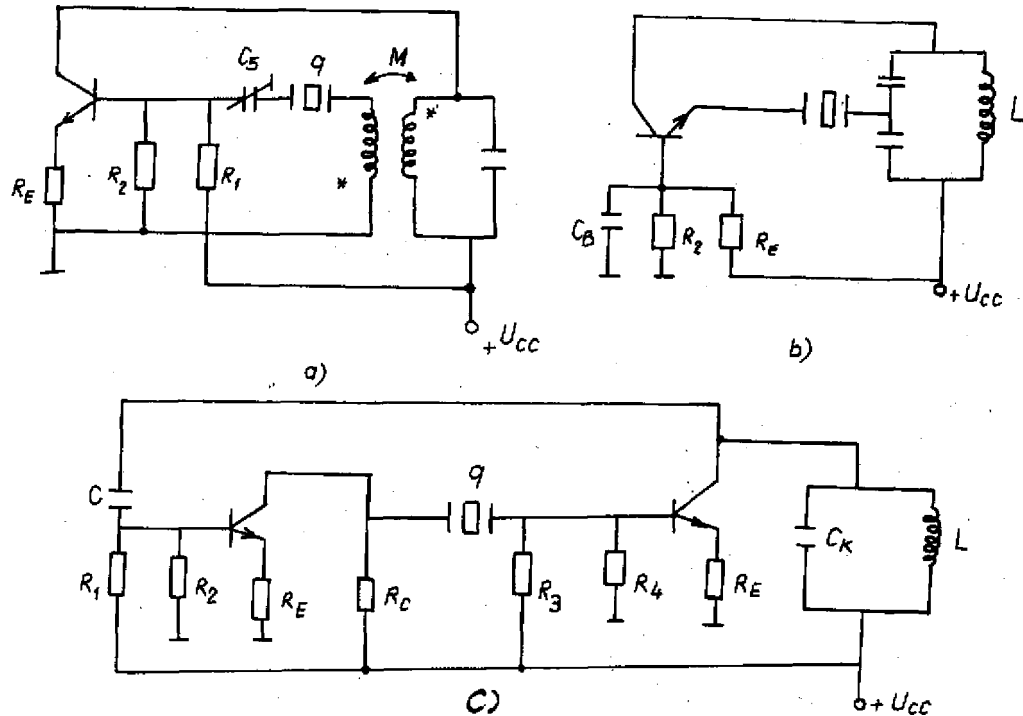 C5 q M
* *
RE R2 R1
+ Ucc
a)
L
CB R2 RE
+ Ucc
b)
C q
R1 R2 RE RC R3 R4 RE CK L
C)
+ Ucc